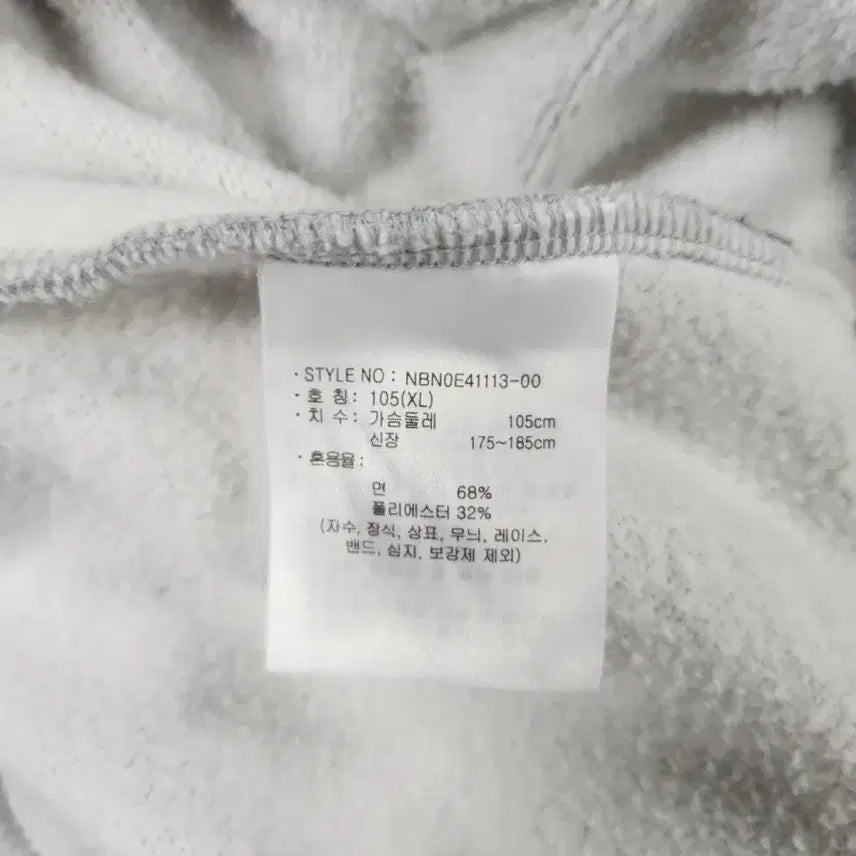 · STYLE NO : NBN0E41113-00
· 호 칭: 105(XL)
· 치 수: 가슴둘레 105cm
신장 175~185cm
· 혼용율:
면 68%
폴리에스터 32%
(자수, 장식, 상표, 무늬, 레이스,
밴드, 심지, 보강제 제외)